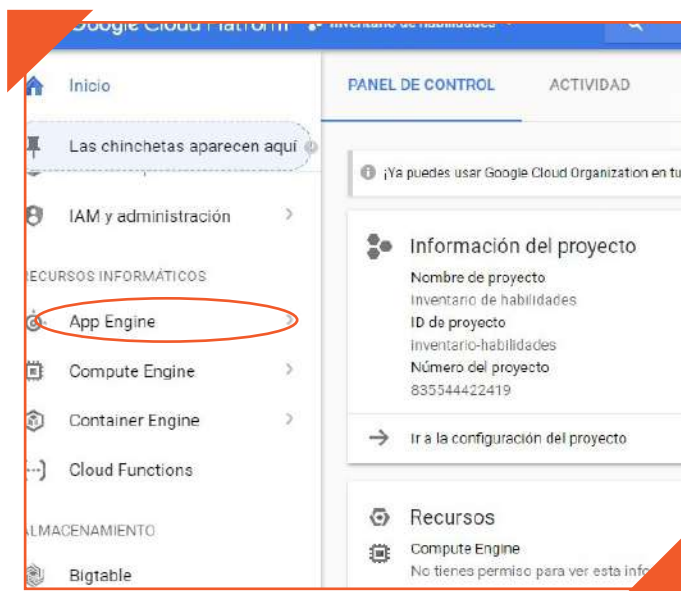 Google Cloud Platform Inventario de habilidades
Inicio
Las chinchetas aparecen aquí
IAM y administración
RECURSOS INFORMÁTICOS
App Engine
Compute Engine
Container Engine
Cloud Functions
ALMACENAMIENTO
Bigtable
PANEL DE CONTROL ACTIVIDAD
¡Ya puedes usar Google Cloud Organization en tu
Información del proyecto
Nombre de proyecto
Inventario de habilidades
ID de proyecto
inventario-habilidades
Número del proyecto
835544422419
Ir a la configuración del proyecto
Recursos
Compute Engine
No tienes permiso para ver esta info